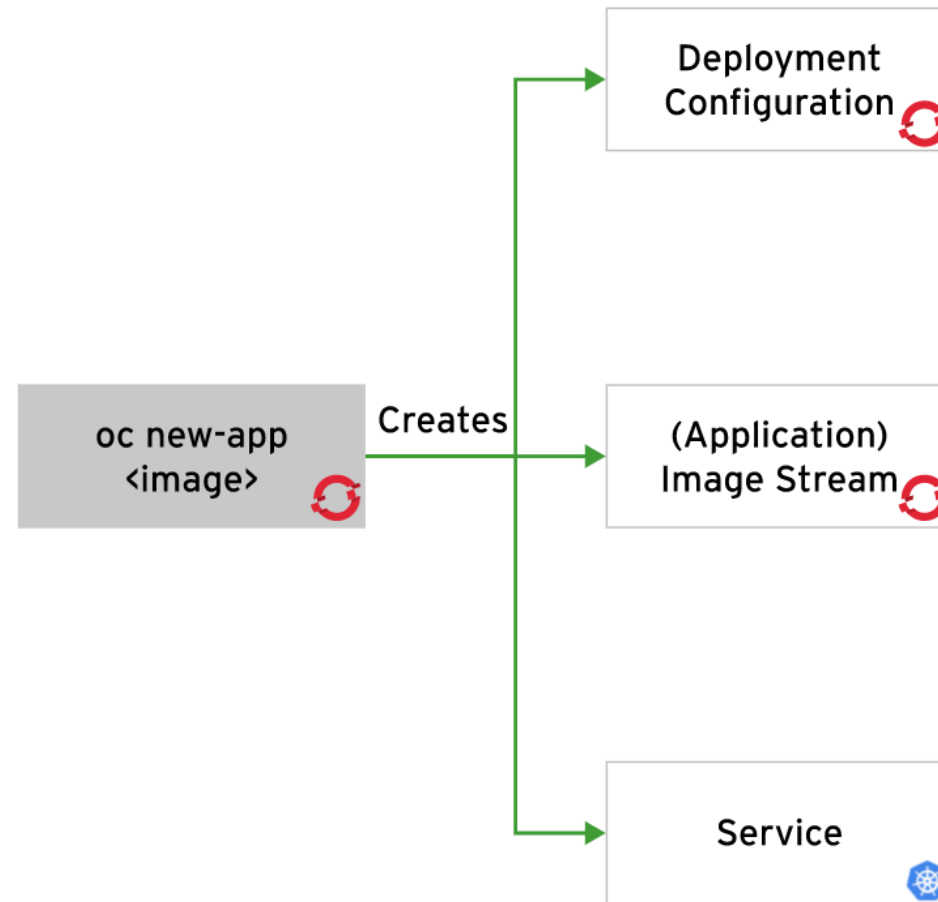 Deployment
Configuration
oc new-app
<image>
Creates
(Application)
Image Stream
Service